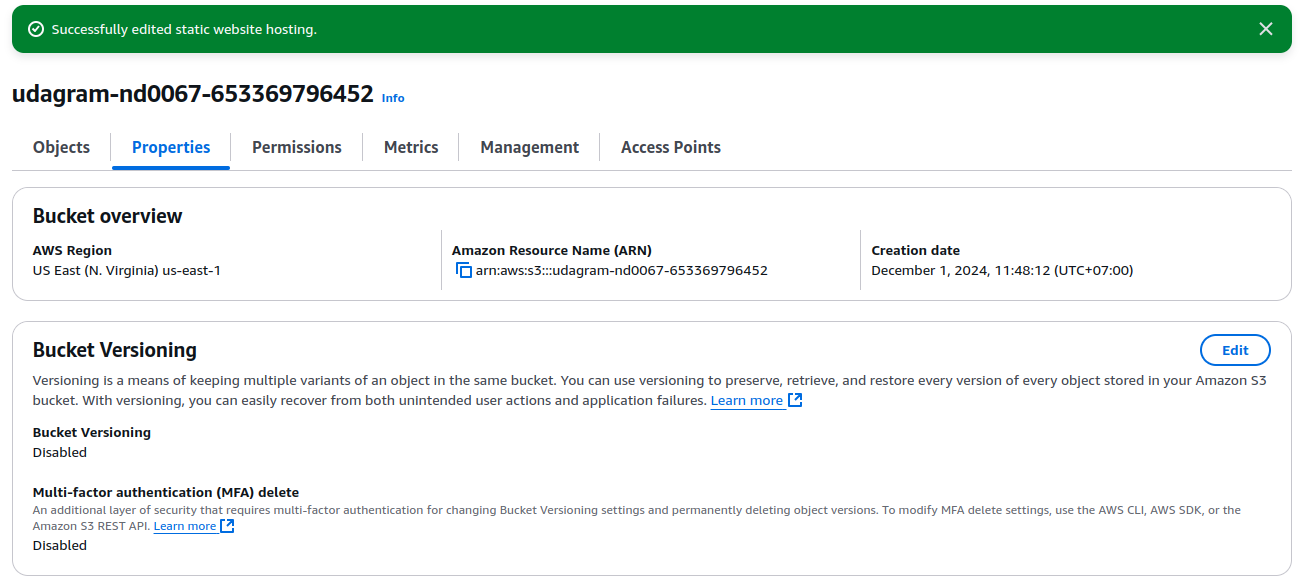 Successfully edited static website hosting.
udagram-nd0067-653369796452 Info
Objects Properties Permissions Metrics Management Access Points
Bucket overview
AWS Region
US East (N. Virginia) us-east-1
Amazon Resource Name (ARN)
arn:aws:s3:::udagram-nd0067-653369796452
Creation date
December 1, 2024, 11:48:12 (UTC+07:00)
Bucket Versioning
Edit
Versioning is a means of keeping multiple variants of an object in the same bucket. You can use versioning to preserve, retrieve, and restore every version of every object stored in your Amazon S3
bucket. With versioning, you can easily recover from both unintended user actions and application failures. Learn more
Bucket Versioning
Disabled
Multi-factor authentication (MFA) delete
An additional layer of security that requires multi-factor authentication for changing Bucket Versioning settings and permanently deleting object versions. To modify MFA delete settings, use the AWS CLI, AWS SDK, or the
Amazon S3 REST API. Learn more
Disabled